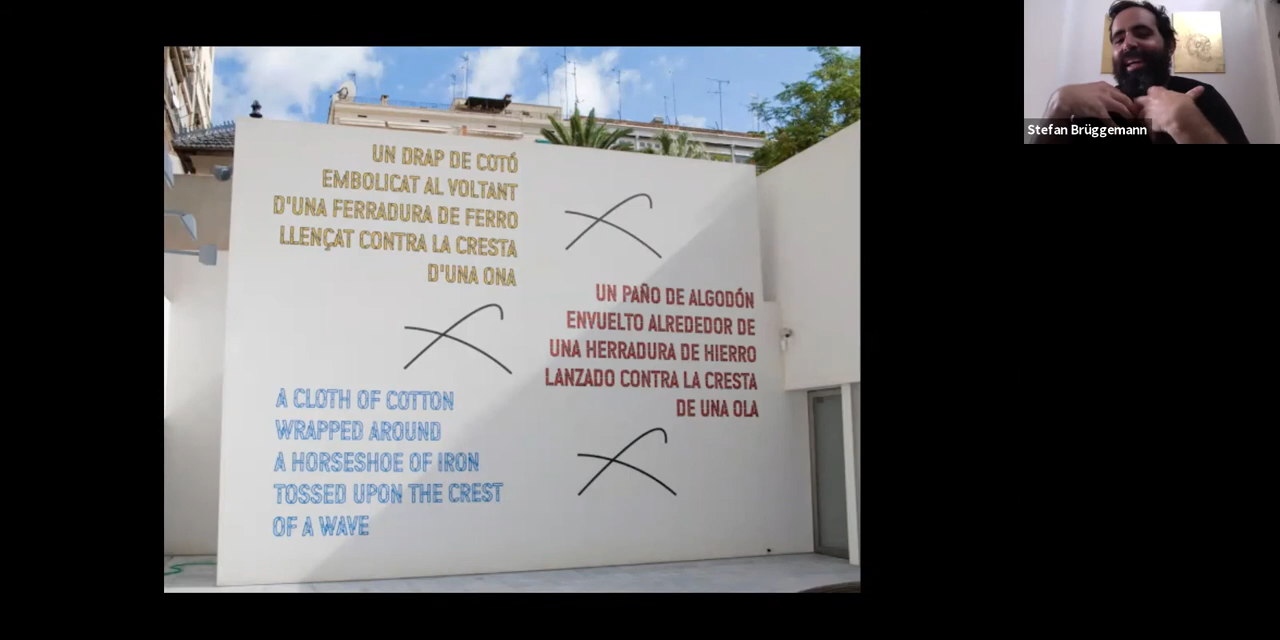 Stefan Brüggemann
UN DRAP DE COTÓ
EMBOLICAT AL VOLTANT
D'UNA FERRADURA DE FERRO
LLENÇAT CONTRA LA CRESTA
D'UNA ONA
UN PAÑO DE ALGODÓN
ENVUELTO ALREDEDOR DE
UNA HERRADURA DE HIERRO
LANZADO CONTRA LA CRESTA
DE UNA OLA
A CLOTH OF COTTON
WRAPPED AROUND
A HORSESHOE OF IRON
TOSSED UPON THE CREST
OF A WAVE